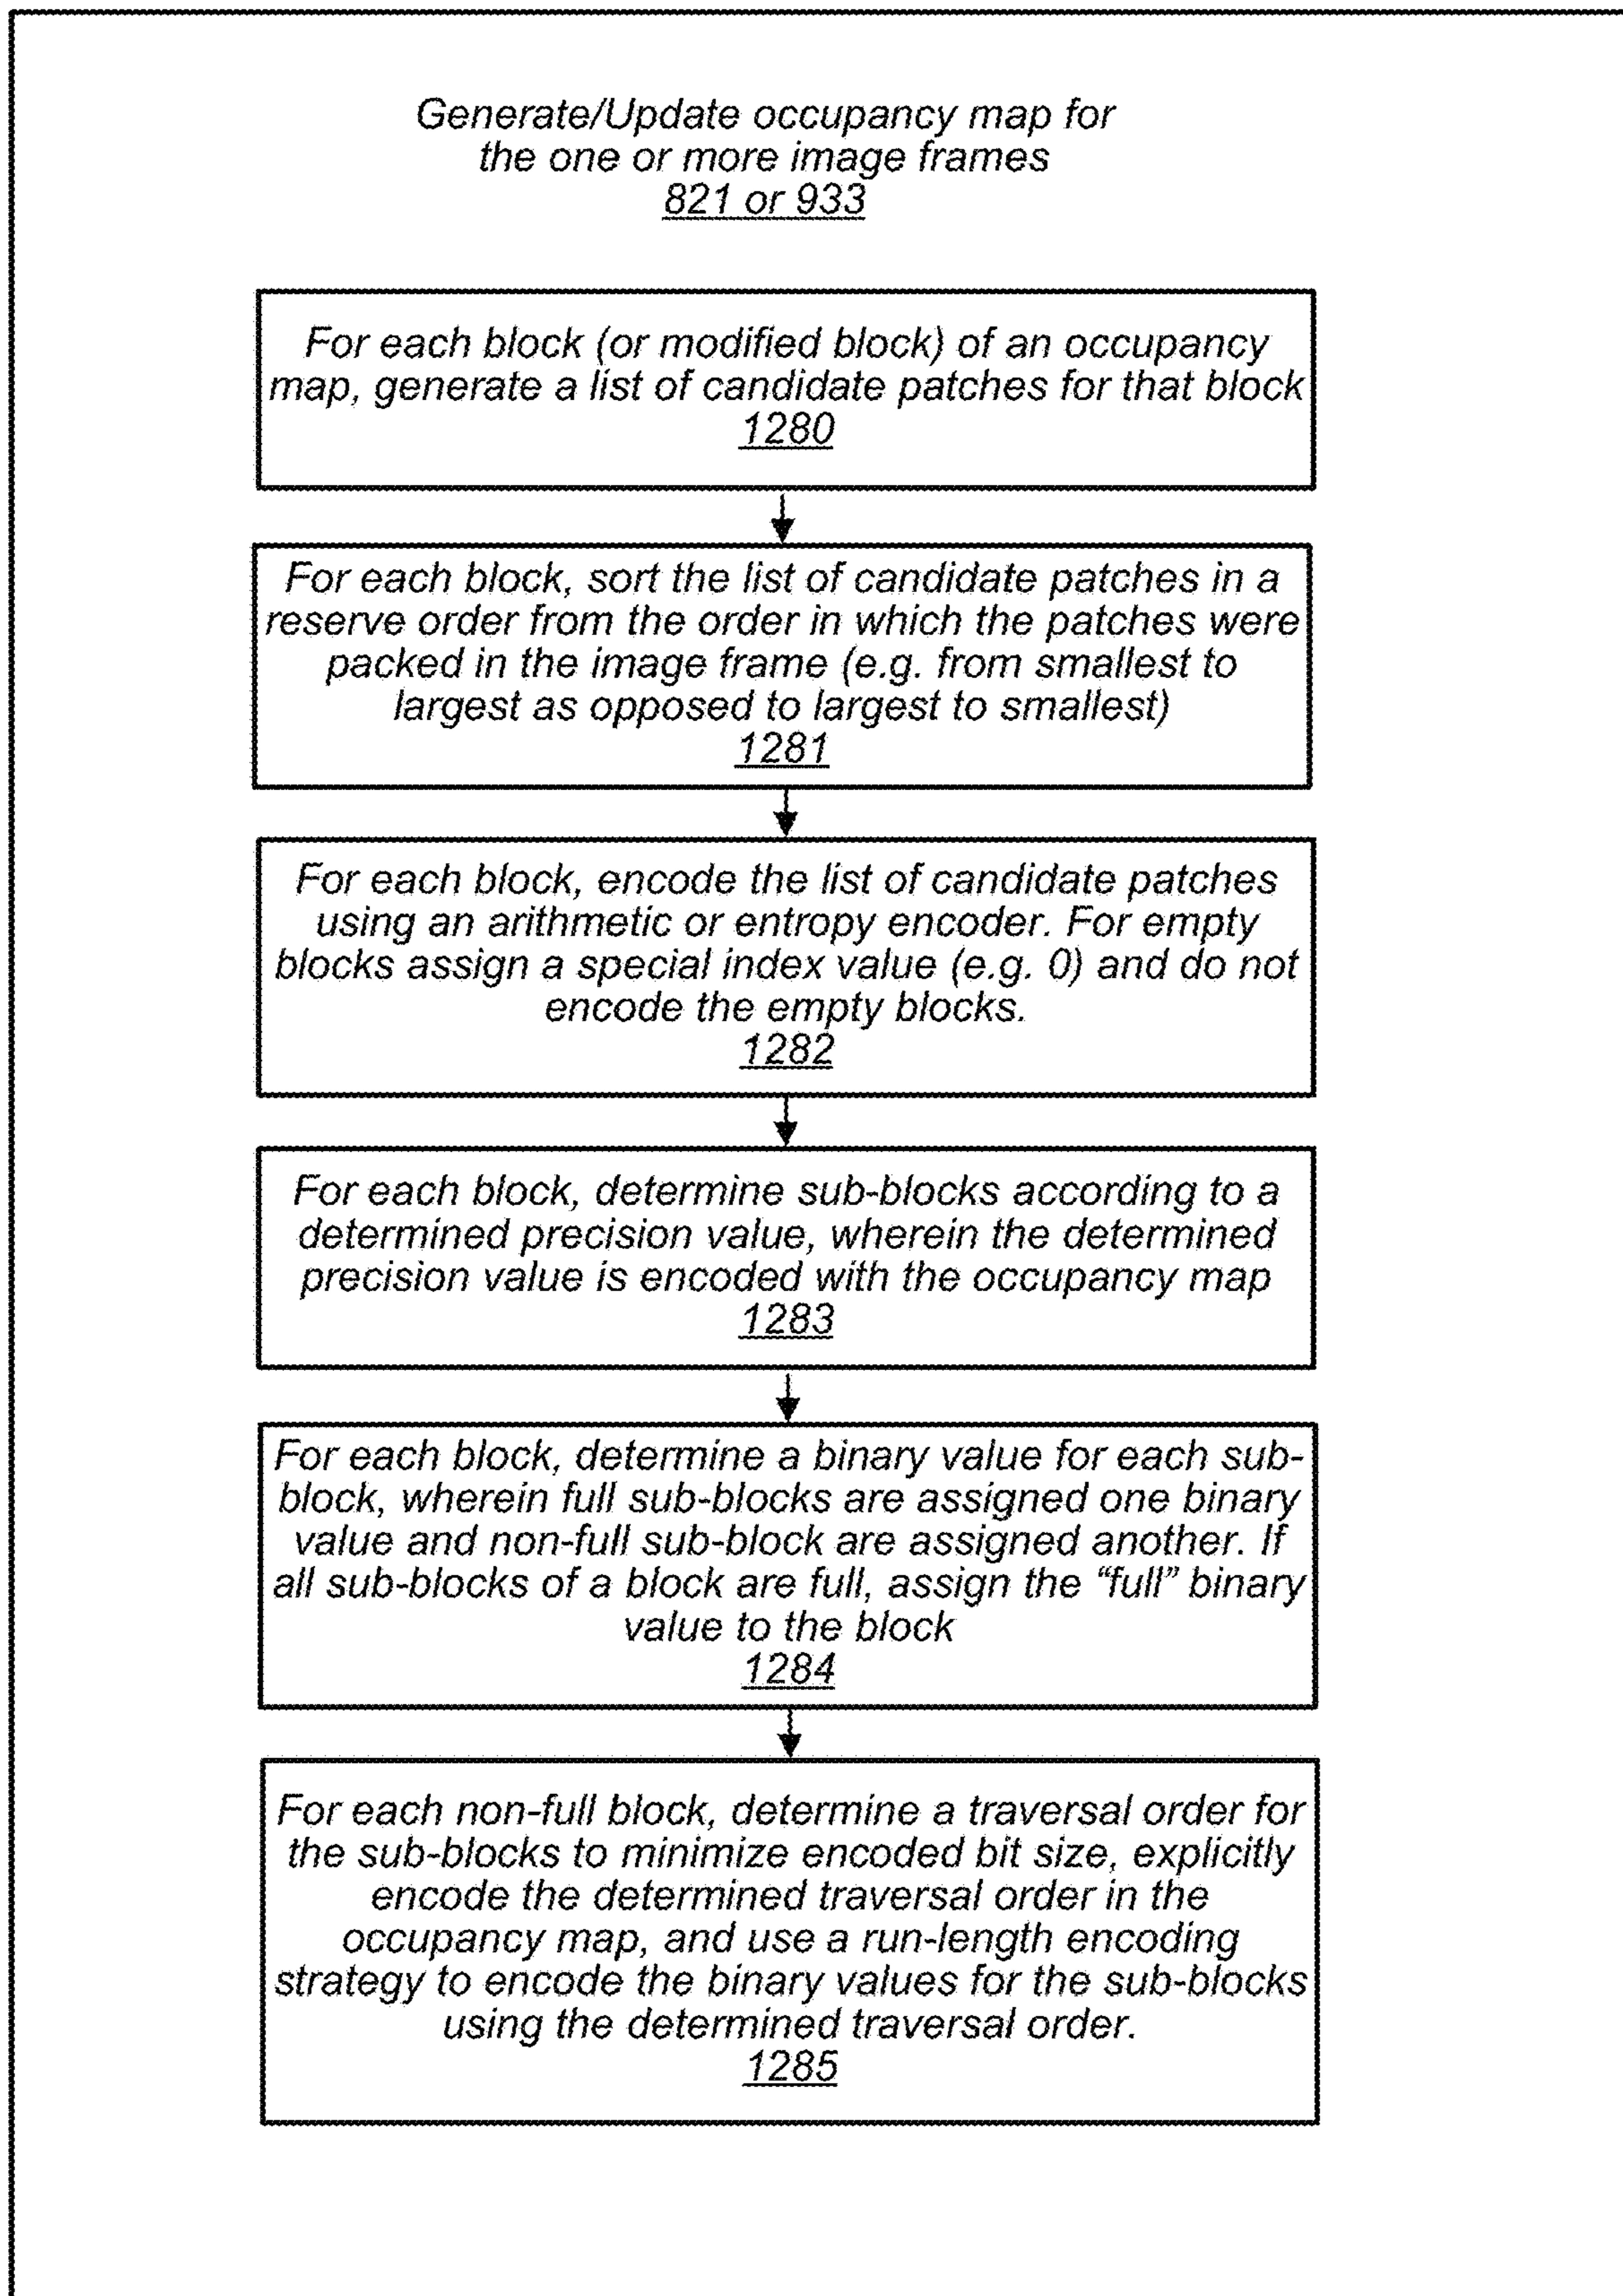 Generate/Update occupancy map for
the one or more image frames
821 or 933
For each block (or modified block) of an occupancy
map, generate a list of candidate patches for that block
1280
For each block, sort the list of candidate patches in a
reserve order from the order in which the patches were
packed in the image frame (e.g. from smallest to
largest as opposed to largest to smallest)
1281
For each block, encode the list of candidate patches
using an arithmetic or entropy encoder. For empty
blocks assign a special index value (e.g. 0) and do not
encode the empty blocks.
1282
For each block, determine sub-blocks according to a
determined precision value, wherein the determined
precision value is encoded with the occupancy map
1283
For each block, determine a binary value for each sub-
block, wherein full sub-blocks are assigned one binary
value and non-full sub-block are assigned another. If
all sub-blocks of a block are full, assign the “full” binary
value to the block
1284
For each non-full block, determine a traversal order for
the sub-blocks to minimize encoded bit size, explicitly
encode the determined traversal order in the
occupancy map, and use a run-length encoding
strategy to encode the binary values for the sub-blocks
using the determined traversal order.
1285